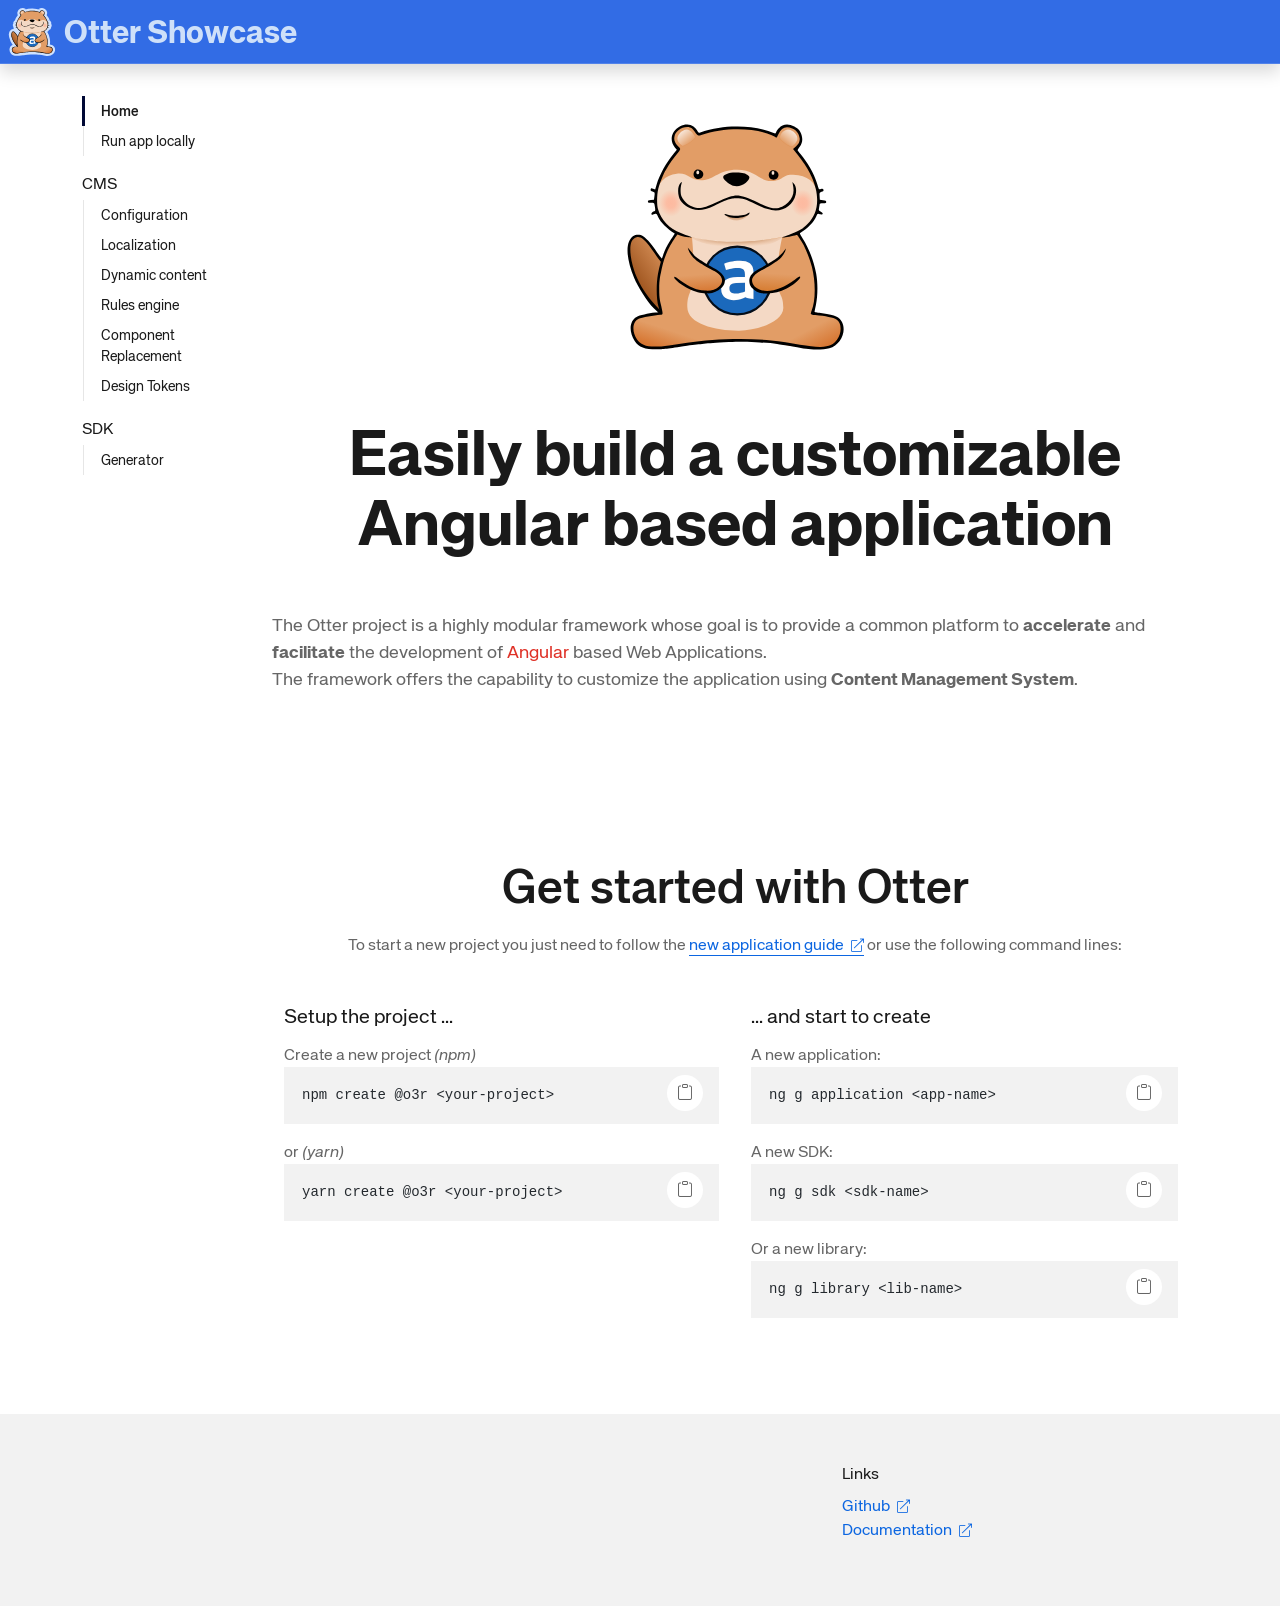 Otter Showcase
Home
Run app locally
CMS
Configuration
Localization
Dynamic content
Rules engine
Component
Replacement
Design Tokens
SDK
Generator
a
Easily build a customizable
Angular based application
The Otter project is a highly modular framework whose goal is to provide a common platform to accelerate and
facilitate the development of Angular based Web Applications.
The framework offers the capability to customize the application using Content Management System.
Get started with Otter
To start a new project you just need to follow the new application guide or use the following command lines:
Setup the project ...
Create a new project (npm)
npm create @o3r <your-project>
or (yarn)
yarn create @o3r <your-project>
... and start to create
A new application:
ng g application <app-name>
A new SDK:
ng g sdk <sdk-name>
Or a new library:
ng g library <lib-name>
Links
Github
Documentation